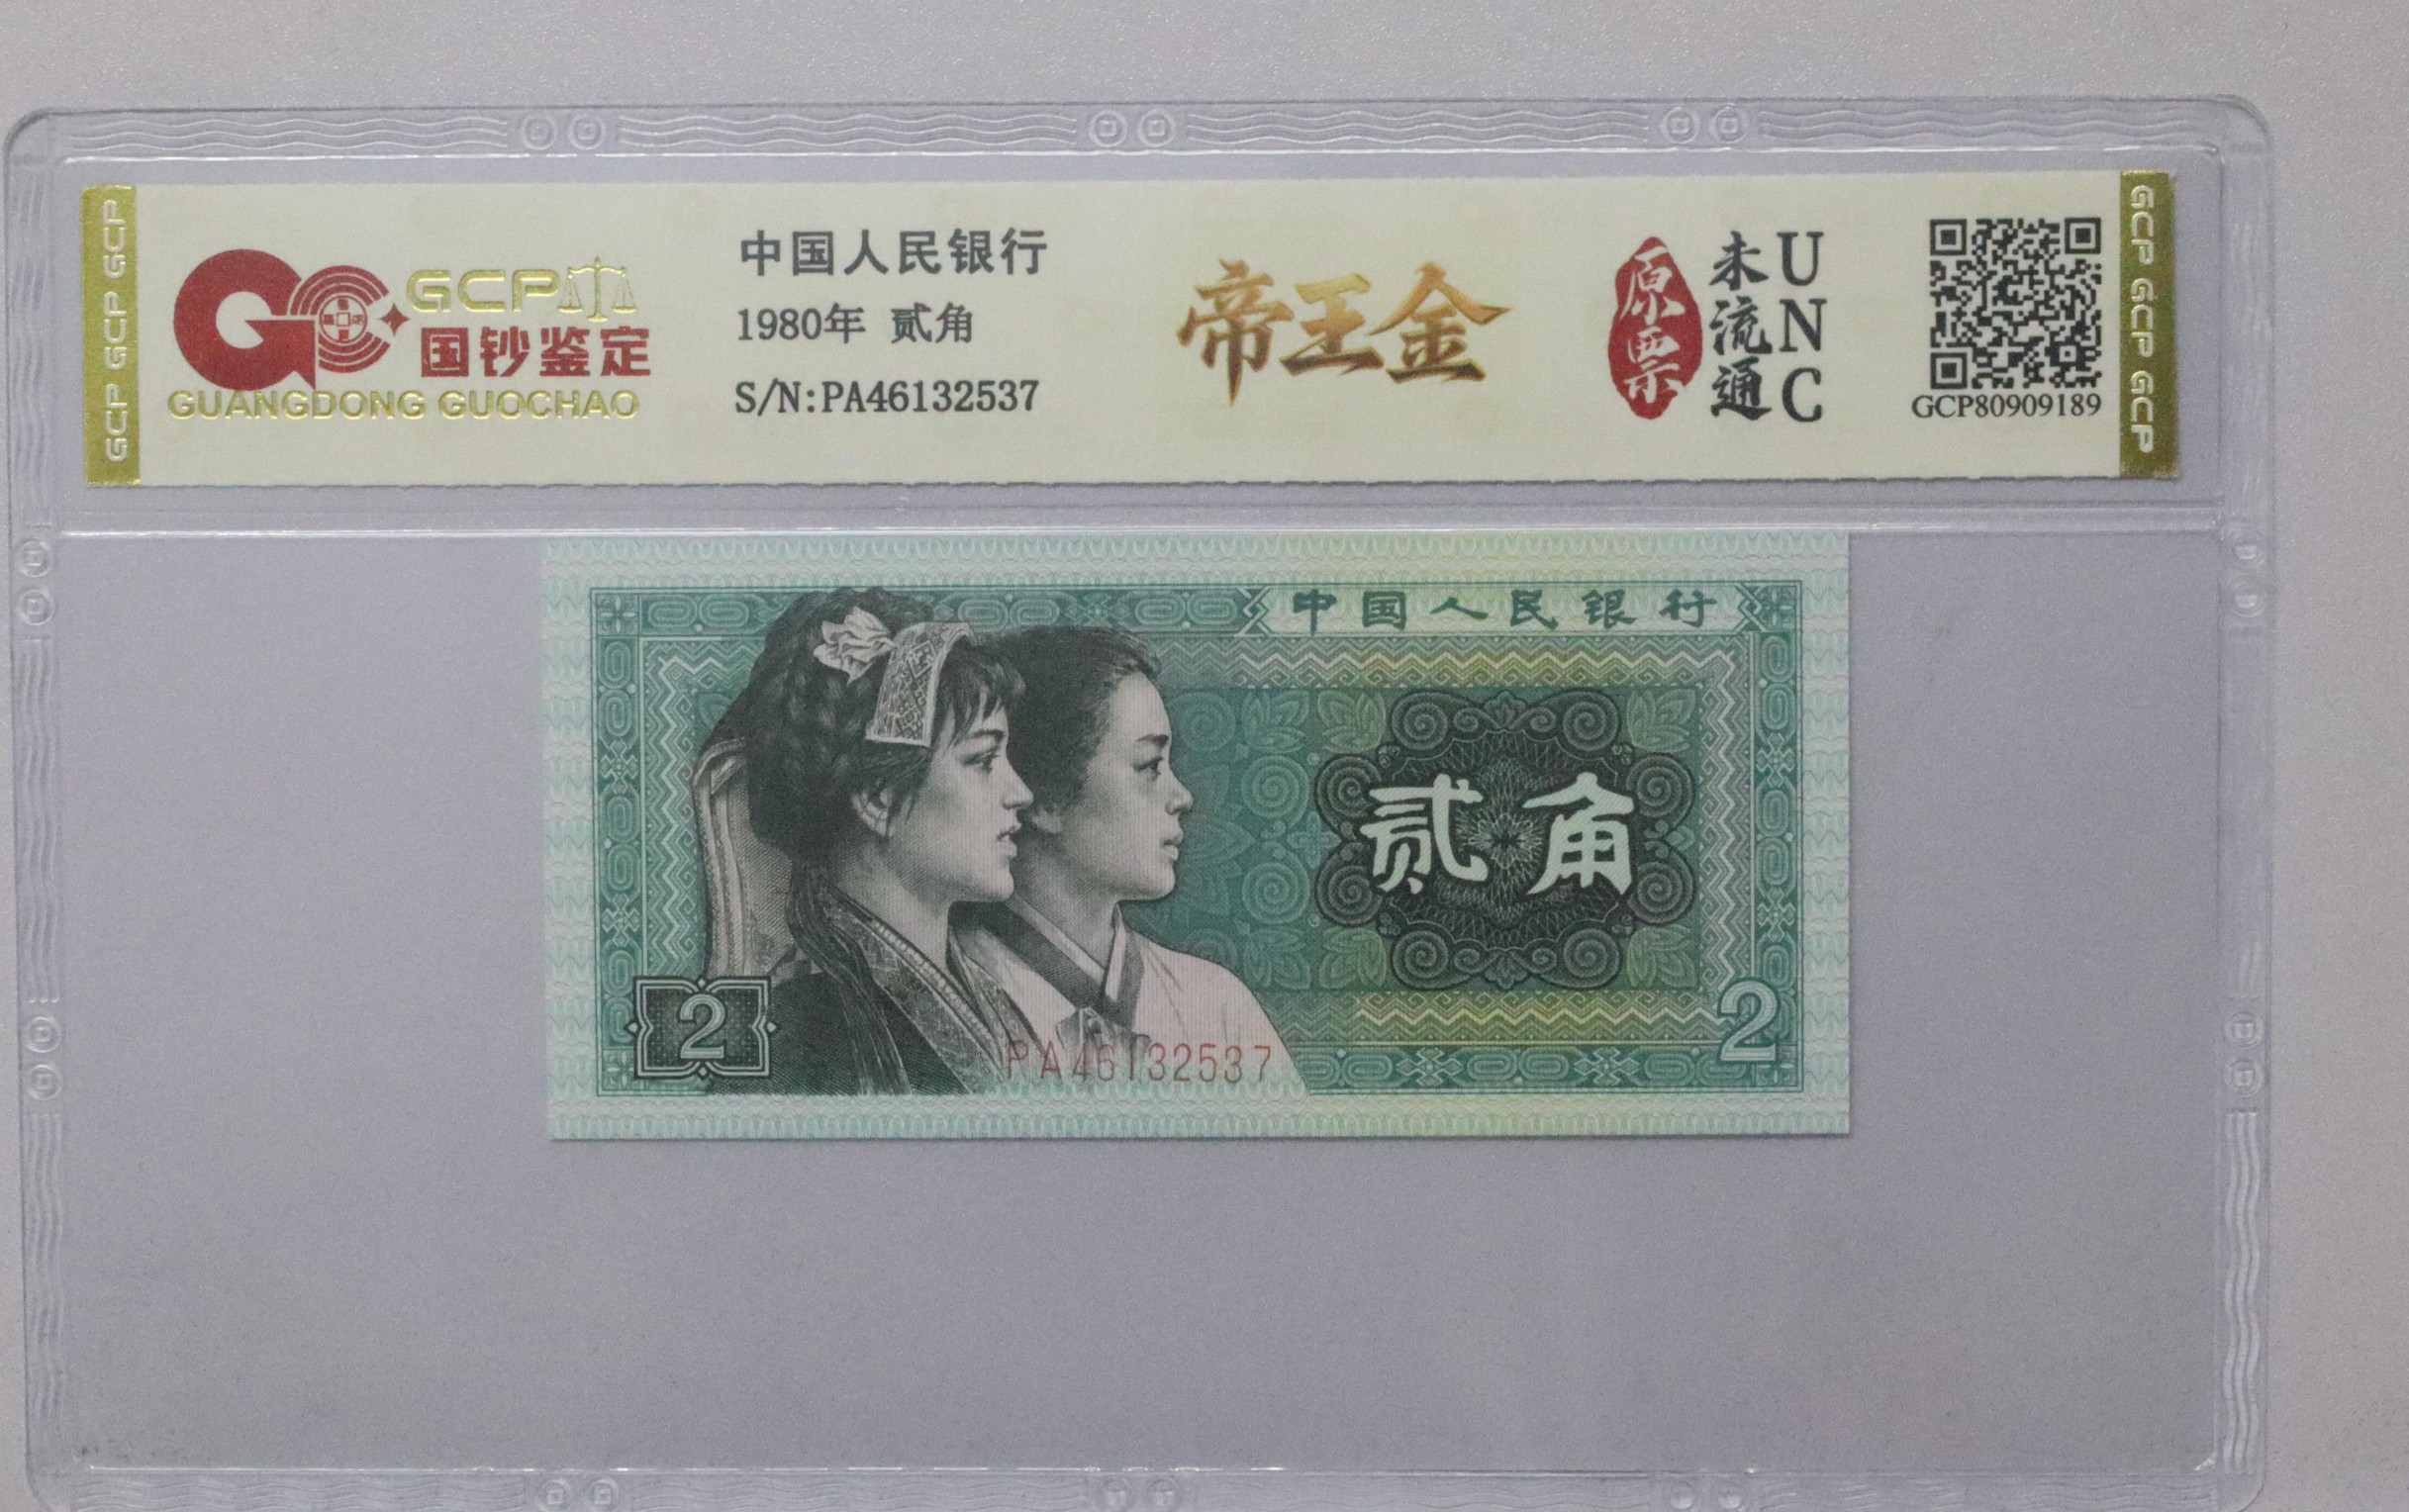 GCP GCP GCP
GCP
国钞鉴定
GUANGDONG GUOCHAO
中国人民银行
1980年 贰角
S/N:PA46132537
帝王金
原票
未流通
UNC
GCP80909189
GCP GCP GCP
中国人民银行
贰角
2
PA46132537
2